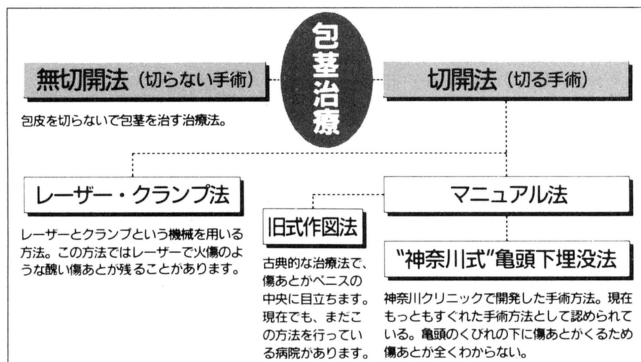 包茎治療
無切開法（切らない手術）
包皮を切らないで包茎を治す治療法。
切開法（切る手術）
レーザー・クランプ法
レーザーとクランプという機械を用いる
方法。この方法ではレーザーで火傷のよ
うな醜い傷あとが残ることがあります。
旧式作図法
古典的な治療法で、
傷あとがペニスの
中央に目立ちます。
現在でも、まだこ
の方法を行ってい
る病院があります。
マニュアル法
“神奈川式”亀頭下埋没法
神奈川クリニックで開発した手術方法。現在
もっともすぐれた手術方法として認められて
いる。亀頭のくびれの下に傷あとがくるため
傷あとが全くわからない。